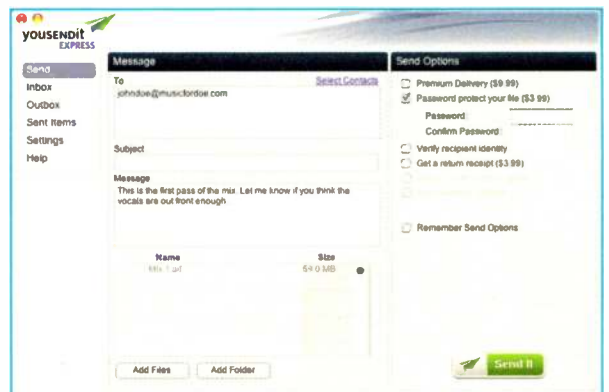 yousendit
EXPRESS
Send
Inbox
Outbox
Sent Items
Settings
Help
Message
To
Select Contacts
johndoe@musicfordoe.com
Subject
Message
This is the first pass of the mix. Let me know if you think the
vocals are out front enough
Name
Size
Mix 1.aif
59.0 MB
Add Files
Add Folder
Send Options
Premium Delivery ($9.99)
Password protect your file ($3.99)
Password
Confirm Password
Verify recipient identity
Get a return receipt ($3.99)
Remember Send Options
Send It